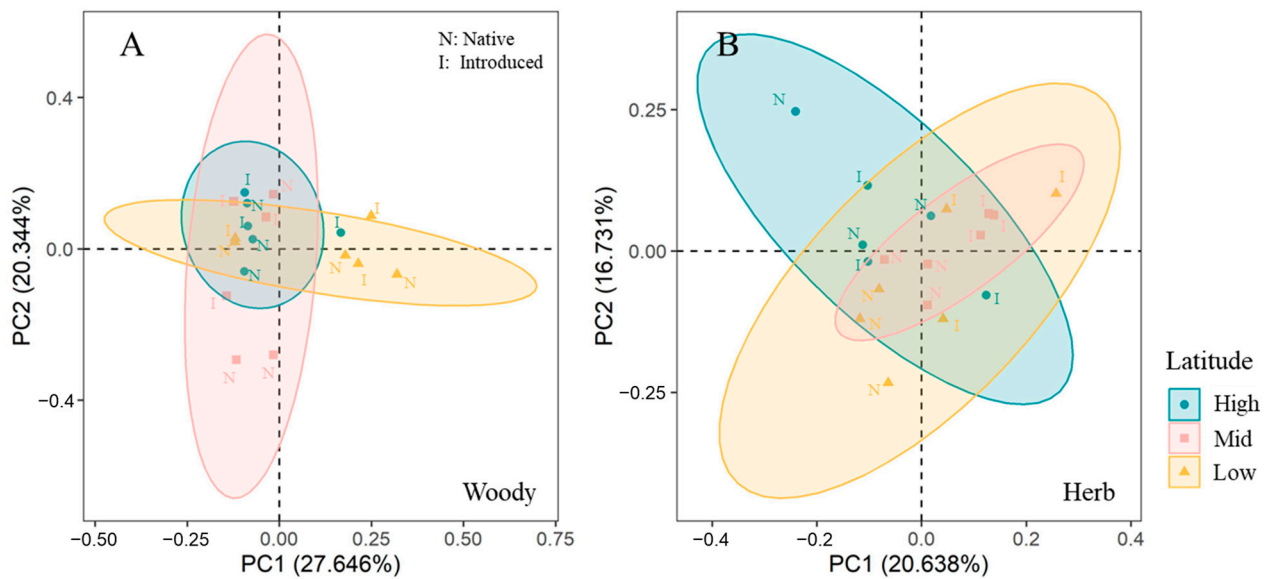 A
N: Native
I: Introduced
0.4
0.0
-0.4
PC2 (20.344%)
I
I
N
N
I
I
I
I
I
N
N
N
I
N
I
N
N
N
Woody
-0.50
-0.25
0.00
0.25
0.50
0.75
PC1 (27.646%)
B
0.25
0.00
-0.25
PC2 (16.731%)
N
I
I
N
I
I
N
I
N
I
N
N
I
N
N
I
N
I
Herb
-0.4
-0.2
0.0
0.2
0.4
PC1 (20.638%)
Latitude
High
Mid
Low